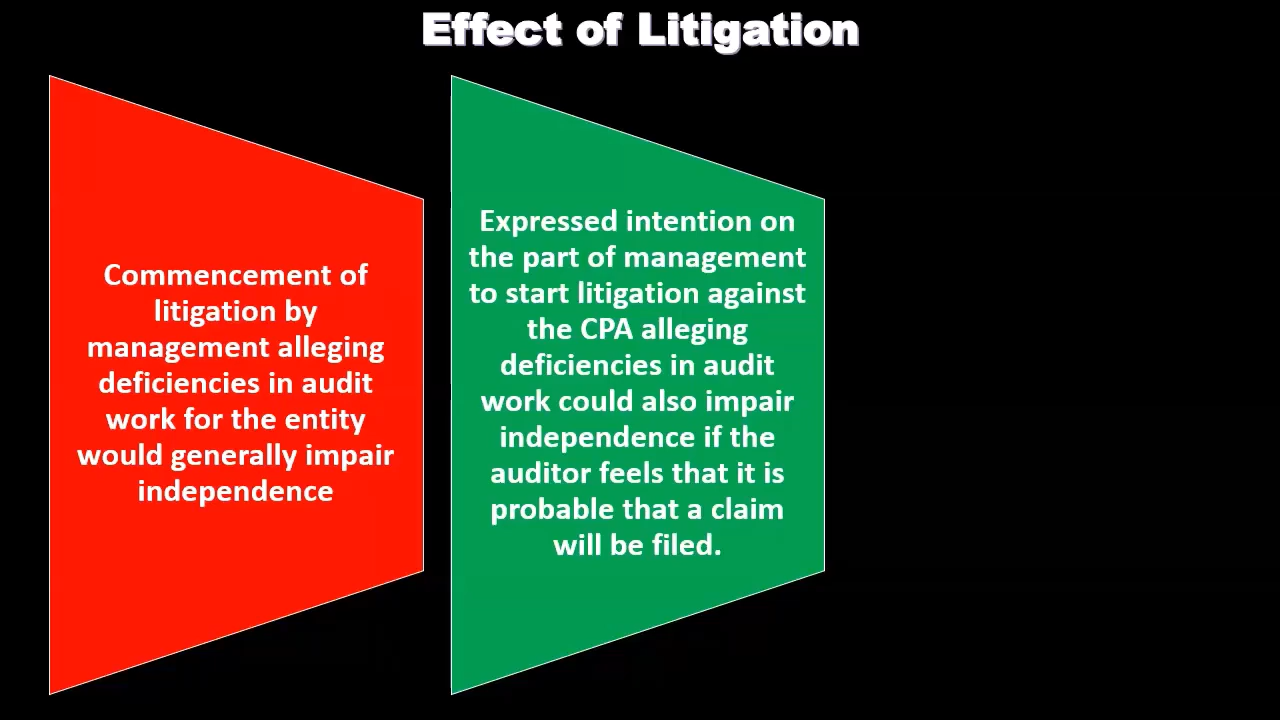 Effect of Litigation
Commencement of
litigation by
management alleging
deficiencies in audit
work for the entity
would generally impair
independence
Expressed intention on
the part of management
to start litigation against
the CPA alleging
deficiencies in audit
work could also impair
independence if the
auditor feels that it is
probable that a claim
will be filed.